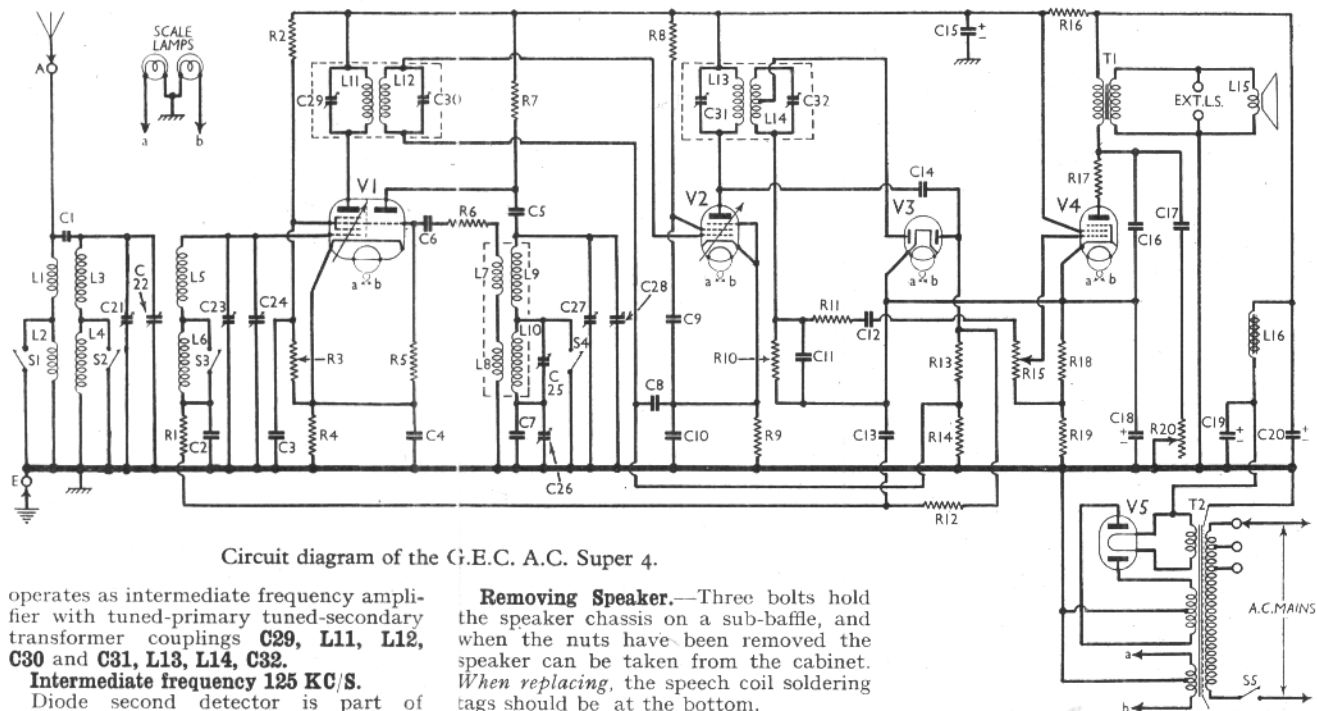 SCALE
LAMPS
A
a b
R2
L11 L12
C29 C30
R7
R8
C15 + −
R16
L13
C31 C32
L14
T1
EXT.L.S.
L15
V1
C5
C6 R6
V2
C14
V3
R17
V4
C16 C17
C1
L1 L3
C21 C 22
L5
C23 C24
a b
L7 L9
C27 C28
a b
a b
a b
C9
R11 C12
L16
L2 L4
S1 S2
L6 S3
R3 R5
L8 L10
C 25
S4
R10 C11
R13 R15 R18
R1 C2 C3 R4 C4
C7
C8
C10 R9
C13 R14
R19
C18 + −
R20
C19 + −
C20 +
−
E
C26
R12
V5 T2
A.C.MAINS
a
b
S5
Circuit diagram of the G.E.C. A.C. Super 4.
operates as intermediate frequency ampli-
fier with tuned-primary tuned-secondary
transformer couplings C29, L11, L12,
C30 and C31, L13, L14, C32.
Intermediate frequency 125 KC/S.
Diode second detector is part of
Removing Speaker.—Three bolts hold
the speaker chassis on a sub-baffle, and
when the nuts have been removed the
speaker can be taken from the cabinet.
When replacing, the speech coil soldering
tags should be at the bottom.